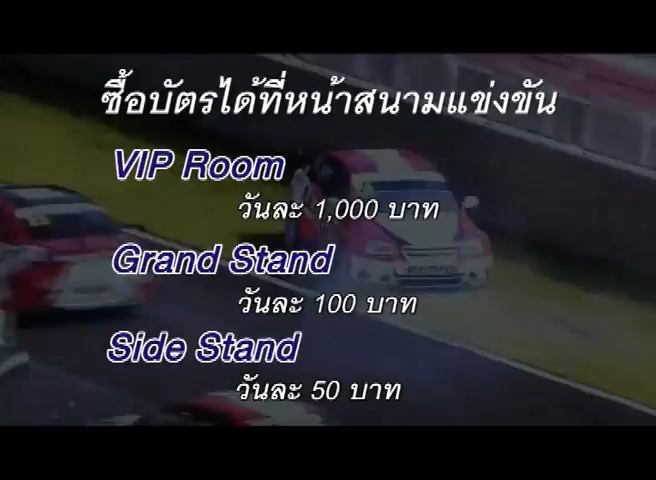 ซื้อบัตรได้ที่หน้าสนามแข่งขัน
VIP Room
วันละ 1,000 บาท
Grand Stand
วันละ 100 บาท
Side Stand
วันละ 50 บาท